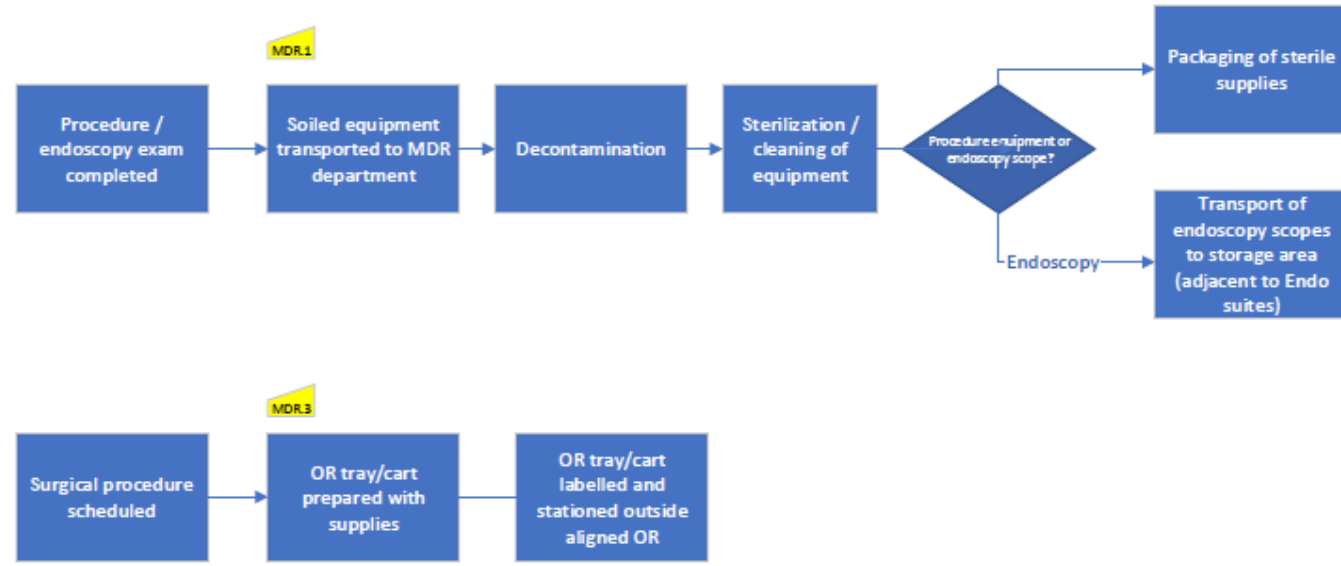 MDR.1
Procedure /
endoscopy exam
completed
Soiled equipment
transported to MDR
department
Decontamination
Sterilization /
cleaning of
equipment
Procedure equipment or
endoscopy scope?
Packaging of sterile
supplies
Endoscopy
Transport of
endoscopy scopes
to storage area
(adjacent to Endo
suites)
MDR.3
Surgical procedure
scheduled
OR tray/cart
prepared with
supplies
OR tray/cart
labelled and
stationed outside
aligned OR